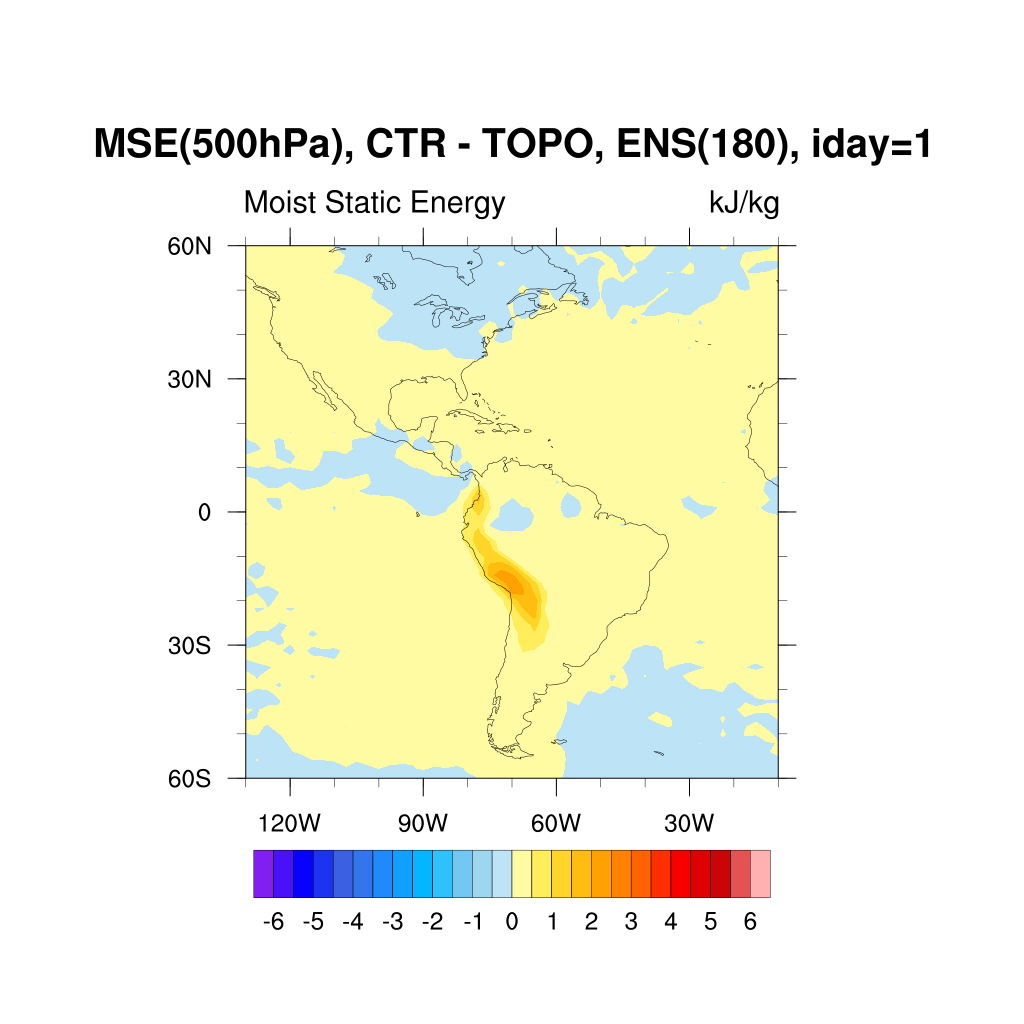 MSE(500hPa), CTR - TOPO, ENS(180), iday=1
Moist Static Energy kJ/kg
60N
30N
0
30S
60S
120W 90W 60W 30W
-6 -5 -4 -3 -2 -1 0 1 2 3 4 5 6